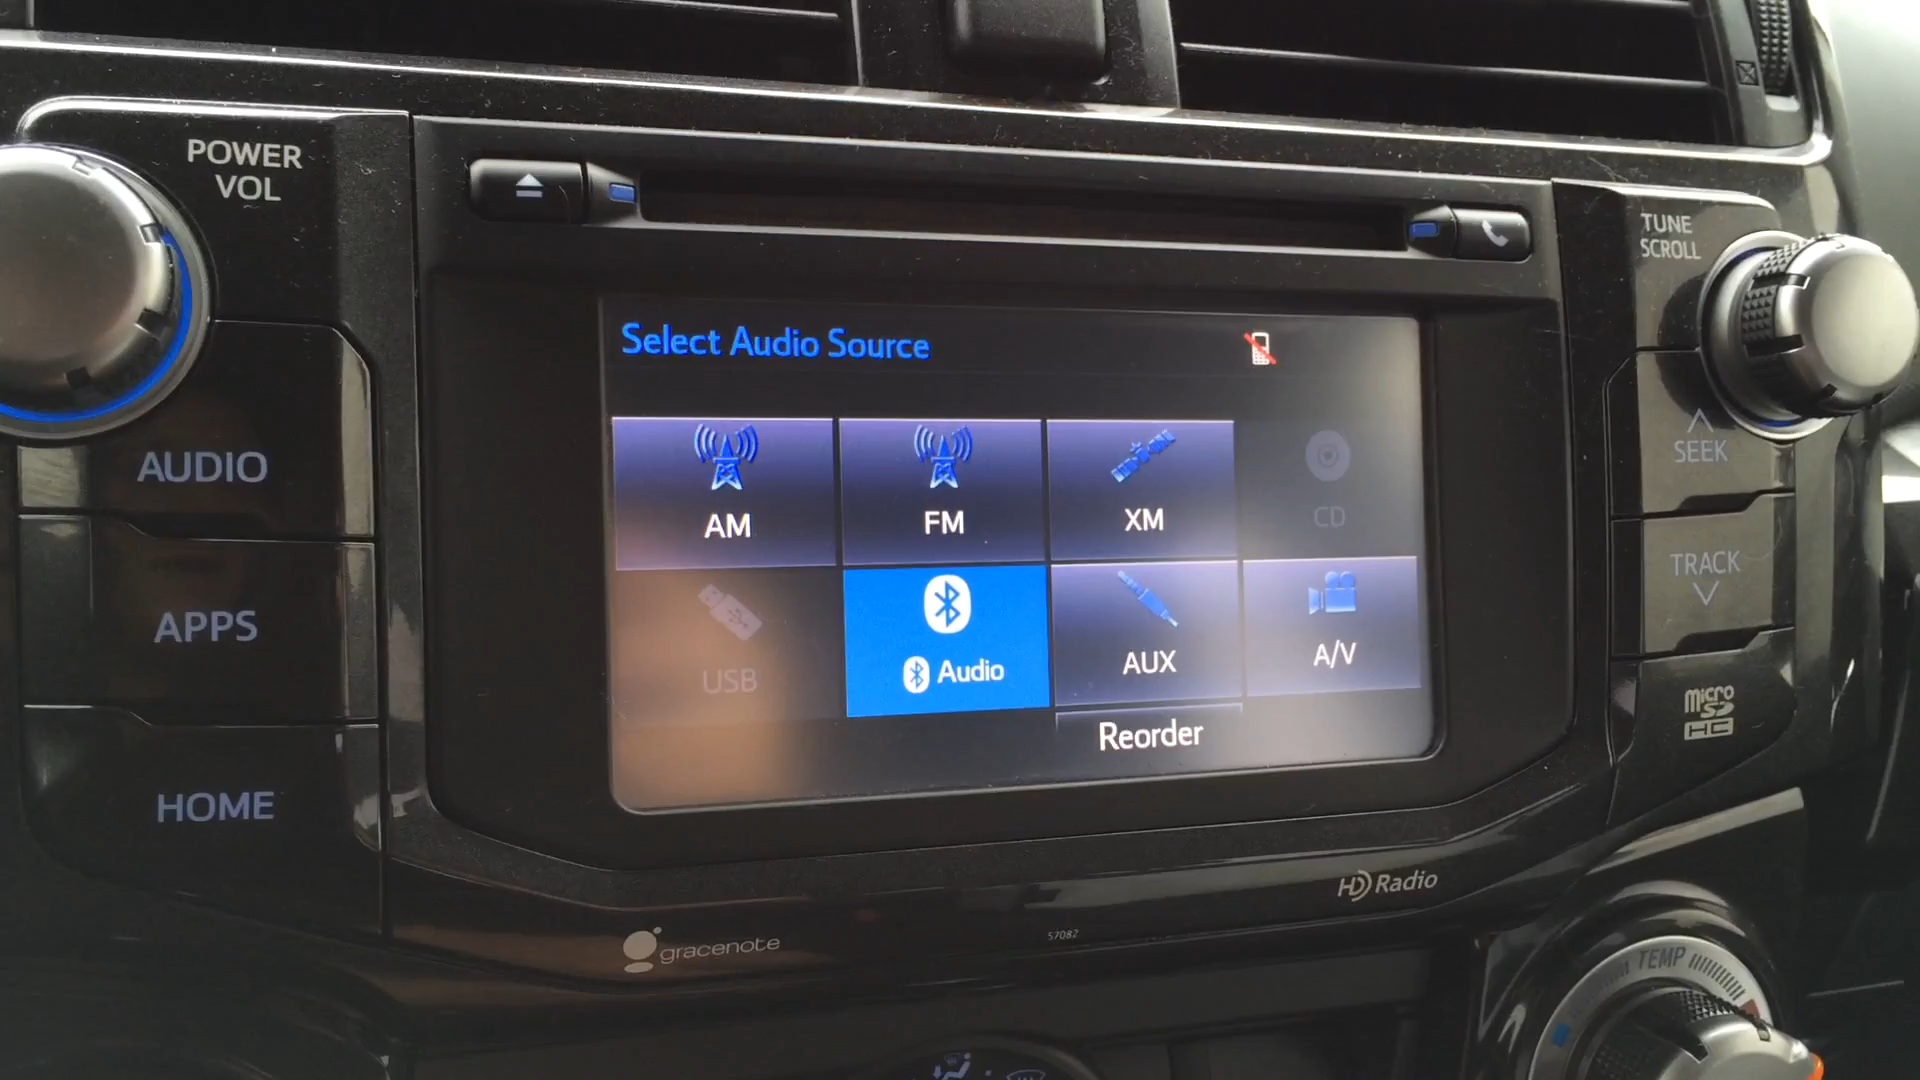 POWER
VOL
TUNE
SCROLL
Select Audio Source
AM
FM
XM
CD
USB
Audio
AUX
A/V
Reorder
AUDIO
APPS
HOME
SEEK
TRACK
micro
SD
HC
HD Radio
gracenote
57082
TEMP